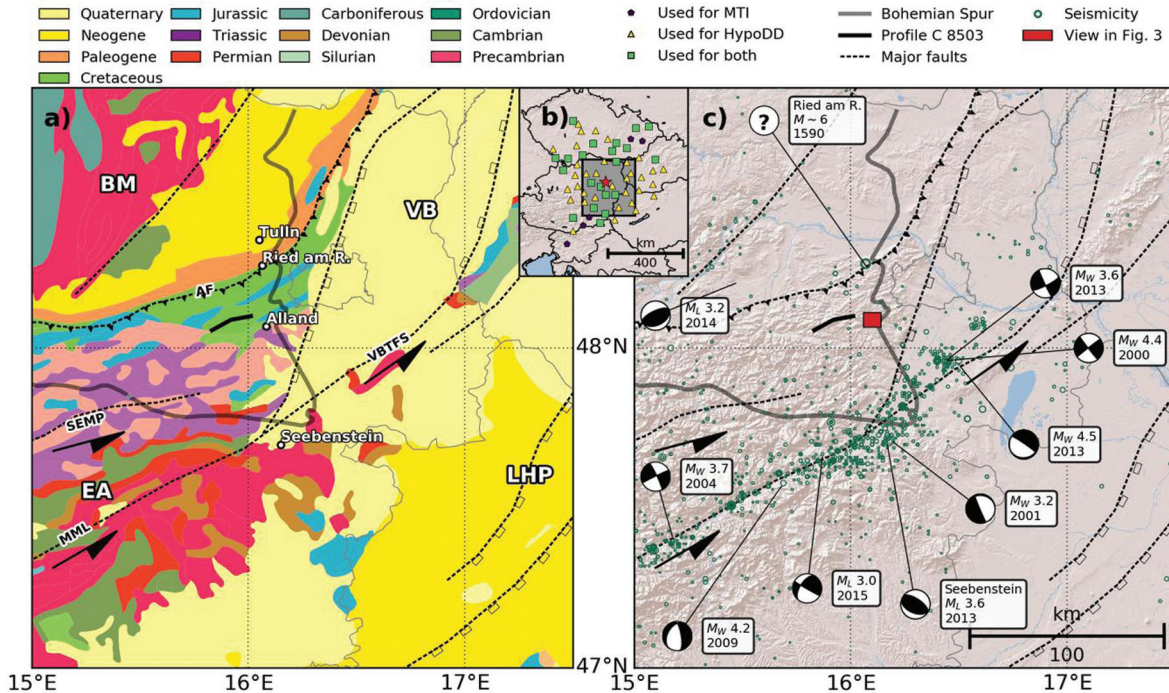 Quaternary
Neogene
Paleogene
Cretaceous
Jurassic
Triassic
Permian
Carboniferous
Devonian
Silurian
Ordovician
Cambrian
Precambrian
Used for MTI
Used for HypoDD
Used for both
Bohemian Spur
Profile C 8503
Major faults
Seismicity
View in Fig. 3
a)
BM
VB
Tulln
Ried am R.
AF
Alland
VBTFS
SEMP
Seebenstein
EA
LHP
MML
15°E
16°E
17°E
b)
km
400
48°N
47°N
c)
?
Ried am R.
M ~ 6
1590
ML 3.2
2014
MW 3.6
2013
MW 4.4
2000
MW 4.5
2013
MW 3.7
2004
MW 3.2
2001
ML 3.0
2015
Seebenstein
ML 3.6
2013
MW 4.2
2009
km
100
15°E
16°E
17°E